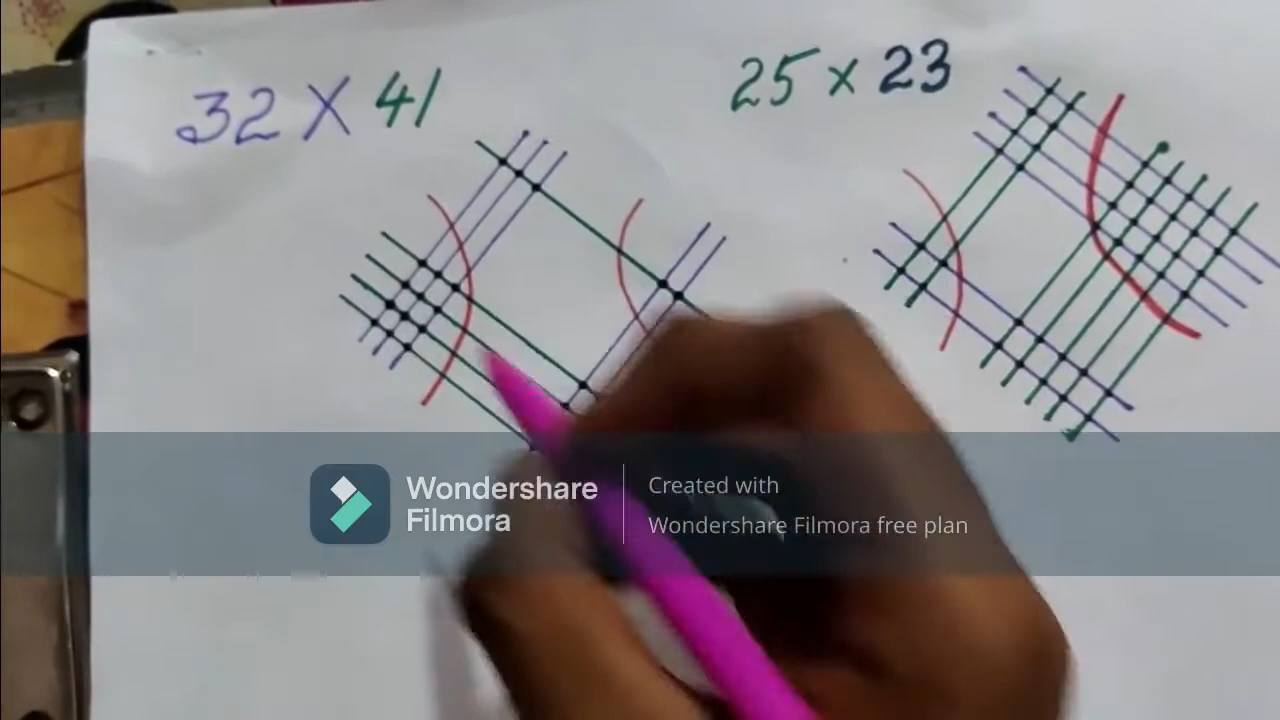 32 X 41
25 x 23
Wondershare
Filmora
Created with
Wondershare Filmora free plan